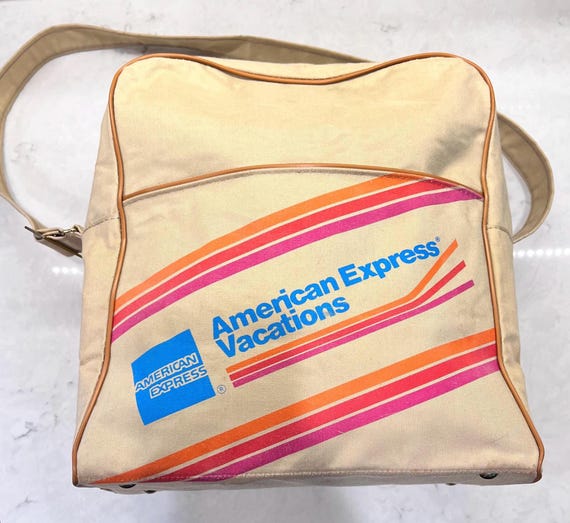 American Express®
Vacations
AMERICAN
EXPRESS
®